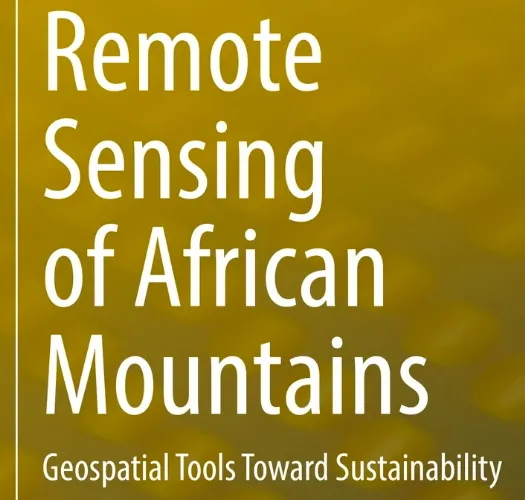 Remote
Sensing
of African
Mountains
Geospatial Tools Toward Sustainability